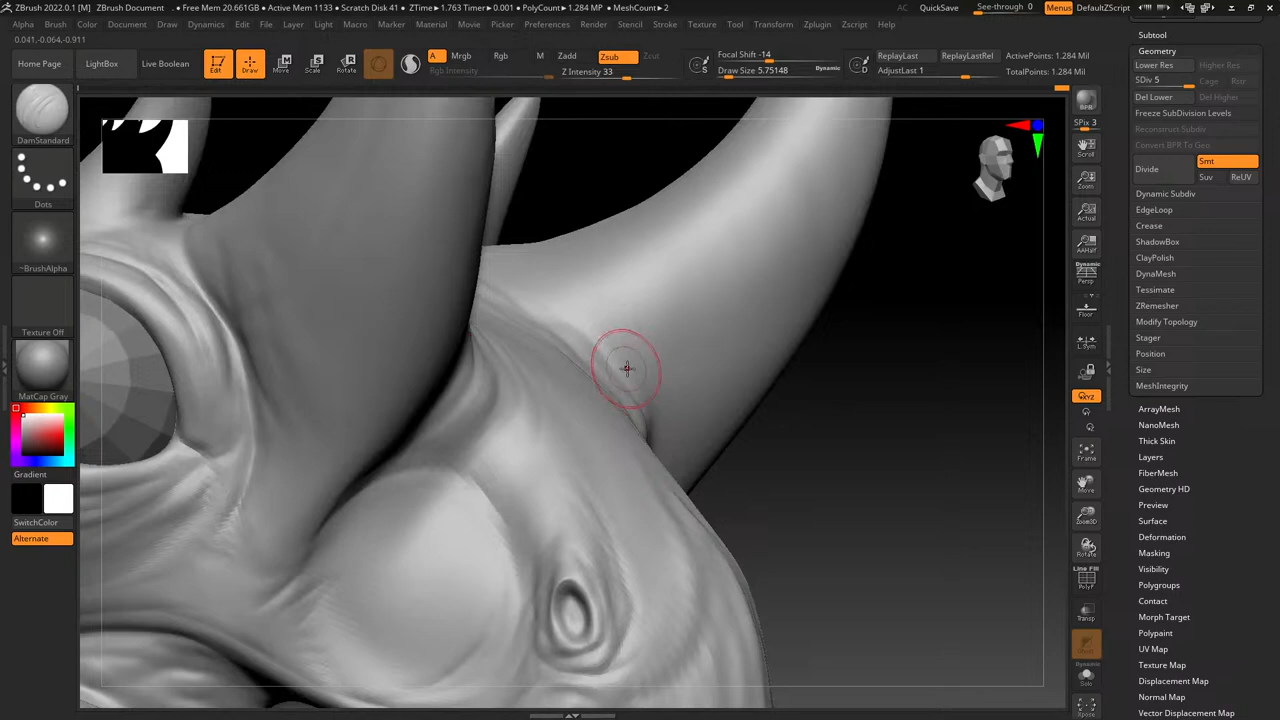 ZBrush 2022.0.1 [M] ZBrush Document . • Free Mem 20.661GB • Active Mem 1133 • Scratch Disk 41 • ZTime►1.763 Timer►0.001 • PolyCount►1.284 MP • MeshCount►2 AC QuickSave See-through 0 Menus DefaultZScript
Alpha Brush Color Document Draw Dynamics Edit File Layer Light Macro Marker Material Movie Picker Preferences Render Stencil Stroke Texture Tool Transform Zplugin Zscript Help
0.041,-0.064,-0.911
Home Page LightBox Live Boolean Edit Draw Move Scale Rotate A Mrgb Rgb M Zadd Zsub Zcut
Rgb Intensity Z Intensity 33
S Focal Shift -14
Draw Size 5.75148 Dynamic
D ReplayLast ReplayLastRel
AdjustLast 1
ActivePoints: 1.284 Mil
TotalPoints: 1.284 Mil
DamStandard
Dots
~BrushAlpha
Texture Off
MatCap Gray
Gradient
SwitchColor
Alternate
BPR
SPix 3
Scroll
Zoom
Actual
AAHalf
Dynamic
Persp
Floor
L.Sym
XYZ
Frame
Move
Zoom3D
Rotate
Line Fill
PolyF
Transp
Ghost
Dynamic
Solo
Xpose
Subtool
Geometry
Lower Res Higher Res
SDiv 5 Cage Rstr
Del Lower Del Higher
Freeze SubDivision Levels
Reconstruct Subdiv
Convert BPR To Geo
Divide Smt
Suv ReUV
Dynamic Subdiv
EdgeLoop
Crease
ShadowBox
ClayPolish
DynaMesh
Tessimate
ZRemesher
Modify Topology
Stager
Position
Size
MeshIntegrity
ArrayMesh
NanoMesh
Thick Skin
Layers
FiberMesh
Geometry HD
Preview
Surface
Deformation
Masking
Visibility
Polygroups
Contact
Morph Target
Polypaint
UV Map
Texture Map
Displacement Map
Normal Map
Vector Displacement Map